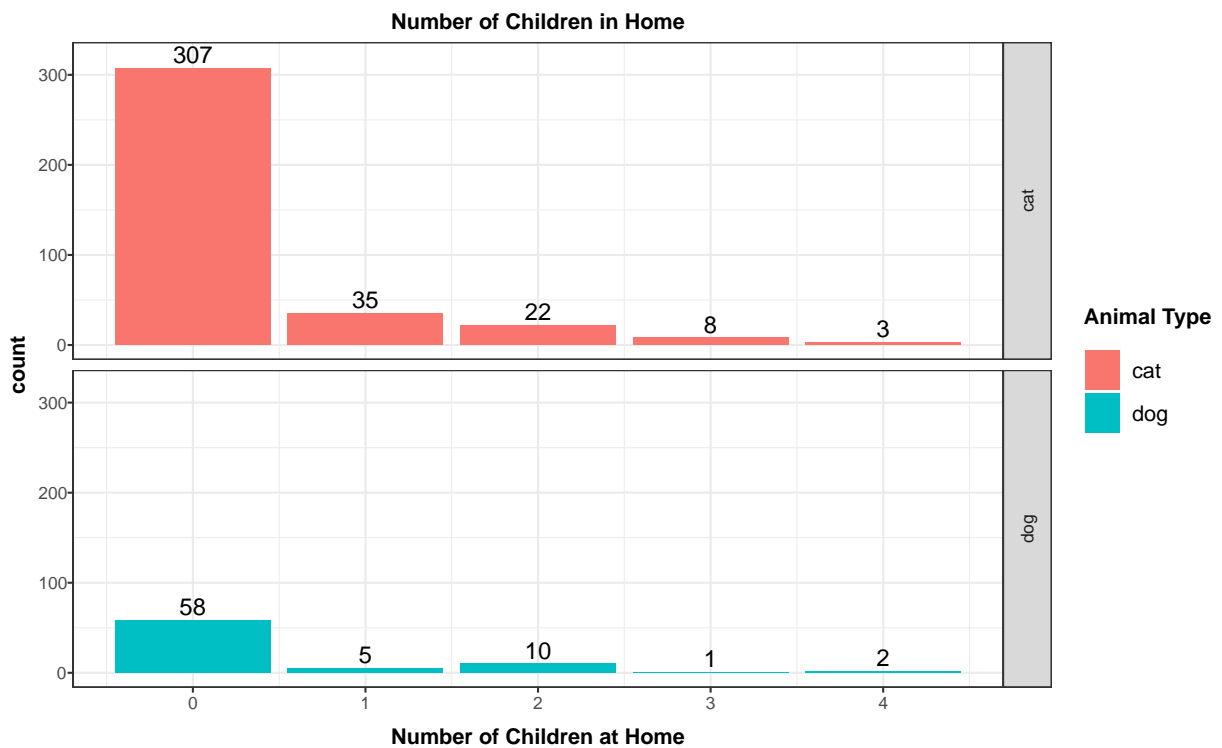 Number of Children in Home
307
300
200
cat
100
35
22
8
3
0
count
300
200
dog
100
58
5
10
1
2
0
0 1 2 3 4
Number of Children at Home
Animal Type
cat
dog